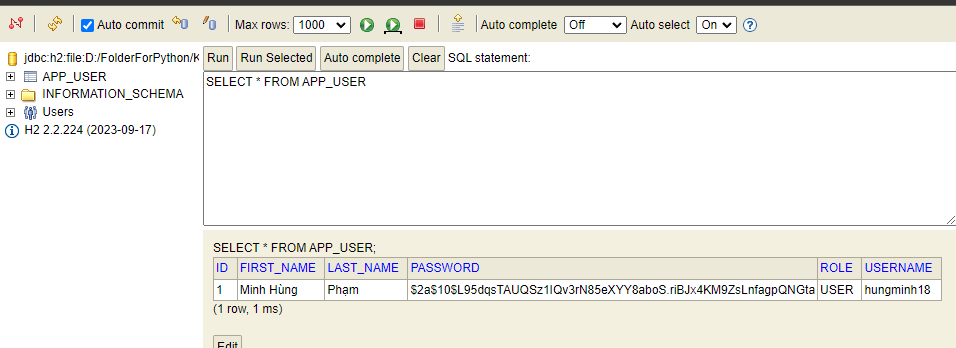 Auto commit Max rows: 1000 Auto complete Off Auto select On
jdbc:h2:file:D:/FolderForPython/K
Run Run Selected Auto complete Clear SQL statement:
APP_USER
INFORMATION_SCHEMA
Users
H2 2.2.224 (2023-09-17)
SELECT * FROM APP_USER
SELECT * FROM APP_USER;
ID FIRST_NAME LAST_NAME PASSWORD ROLE USERNAME
1 Minh Hùng Phạm $2a$10$L95dqsTAUQSz1lQv3rN85eXYY8aboS.riBJx4KM9ZsLnfagpQNGta USER hungminh18
(1 row, 1 ms)
Edit